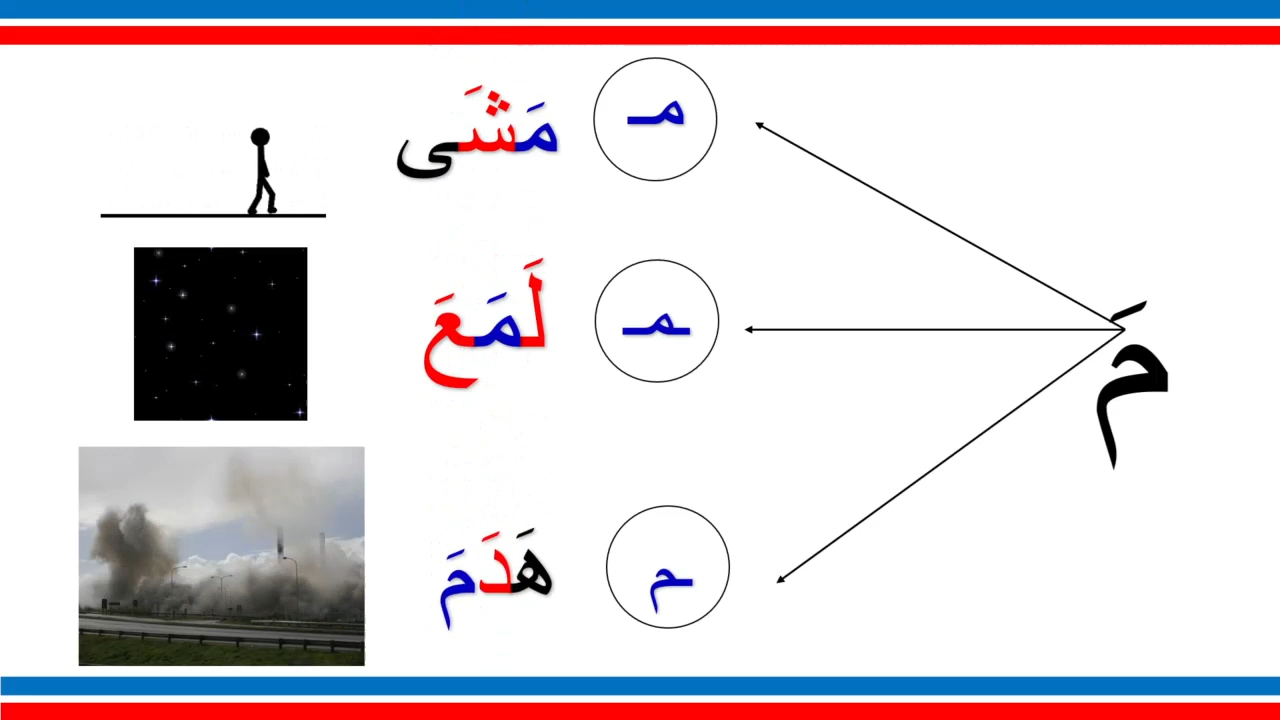 مَ
مـ
مَشَى
ـمـ
لَمَعَ
ـم
هَدَمَ